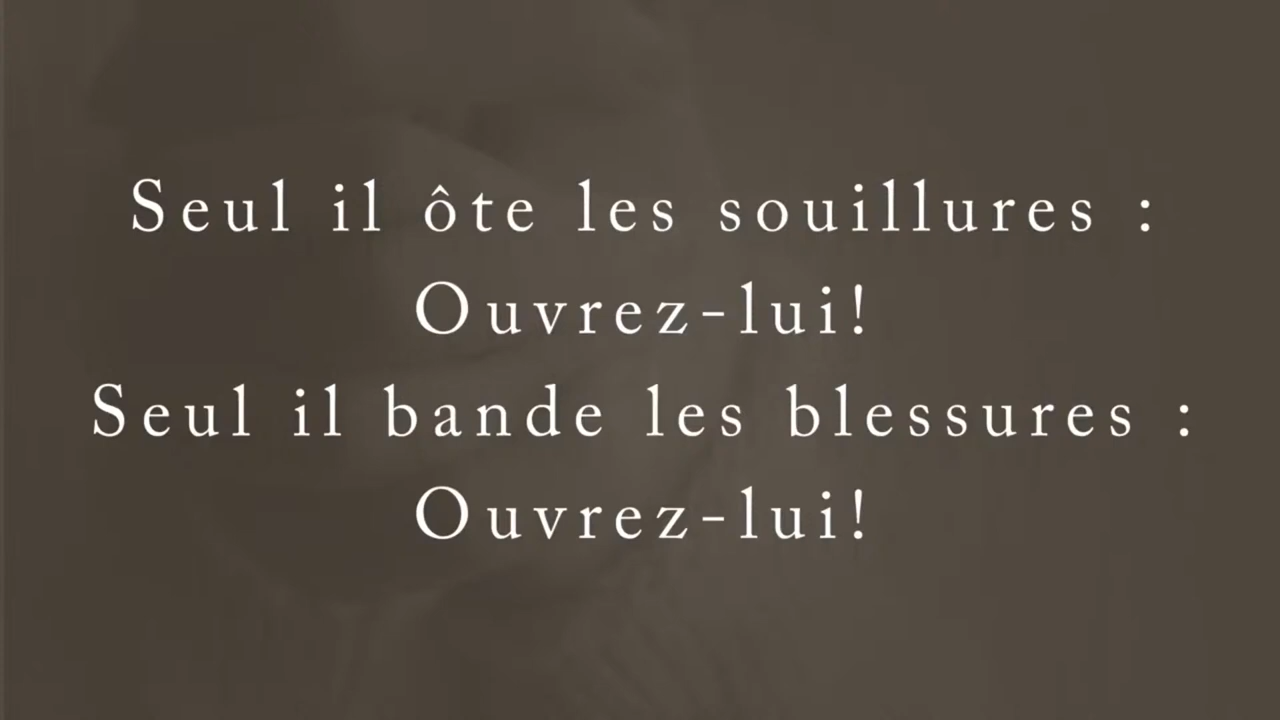 Seul il ôte les souillures :
Ouvrez-lui!
Seul il bande les blessures :
Ouvrez-lui!